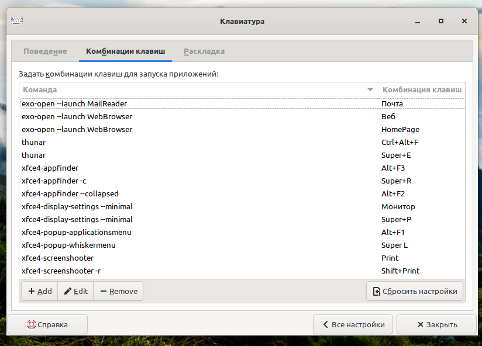 Клавиатура
Поведение Комбинации клавиш Раскладка
Задать комбинации клавиш для запуска приложений:
Команда Комбинация клавиш
exo-open --launch MailReader Почта
exo-open --launch WebBrowser Веб
exo-open --launch WebBrowser HomePage
thunar Ctrl+Alt+F
thunar Super+E
xfce4-appfinder Alt+F3
xfce4-appfinder -c Super+R
xfce4-appfinder --collapsed Alt+F2
xfce4-display-settings --minimal Монитор
xfce4-display-settings --minimal Super+P
xfce4-popup-applicationsmenu Alt+F1
xfce4-popup-whiskermenu Super L
xfce4-screenshooter Print
xfce4-screenshooter -r Shift+Print
Add Edit Remove Сбросить настройки
Справка Все настройки Закрыть